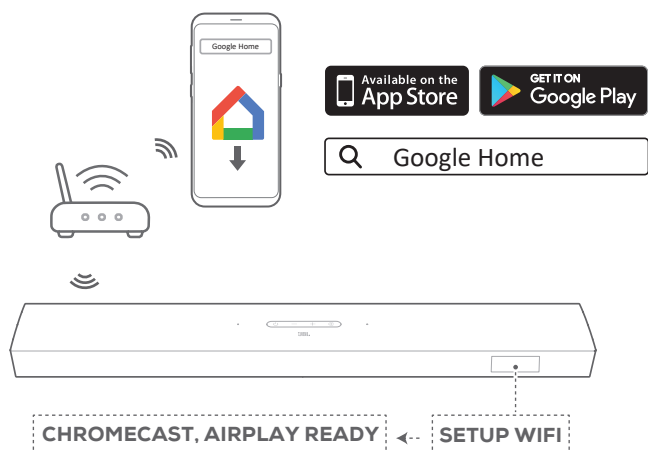 Google Home
Available on the
App Store
GET IT ON
Google Play
Google Home
JBL
CHROMECAST, AIRPLAY READY
SETUP WIFI